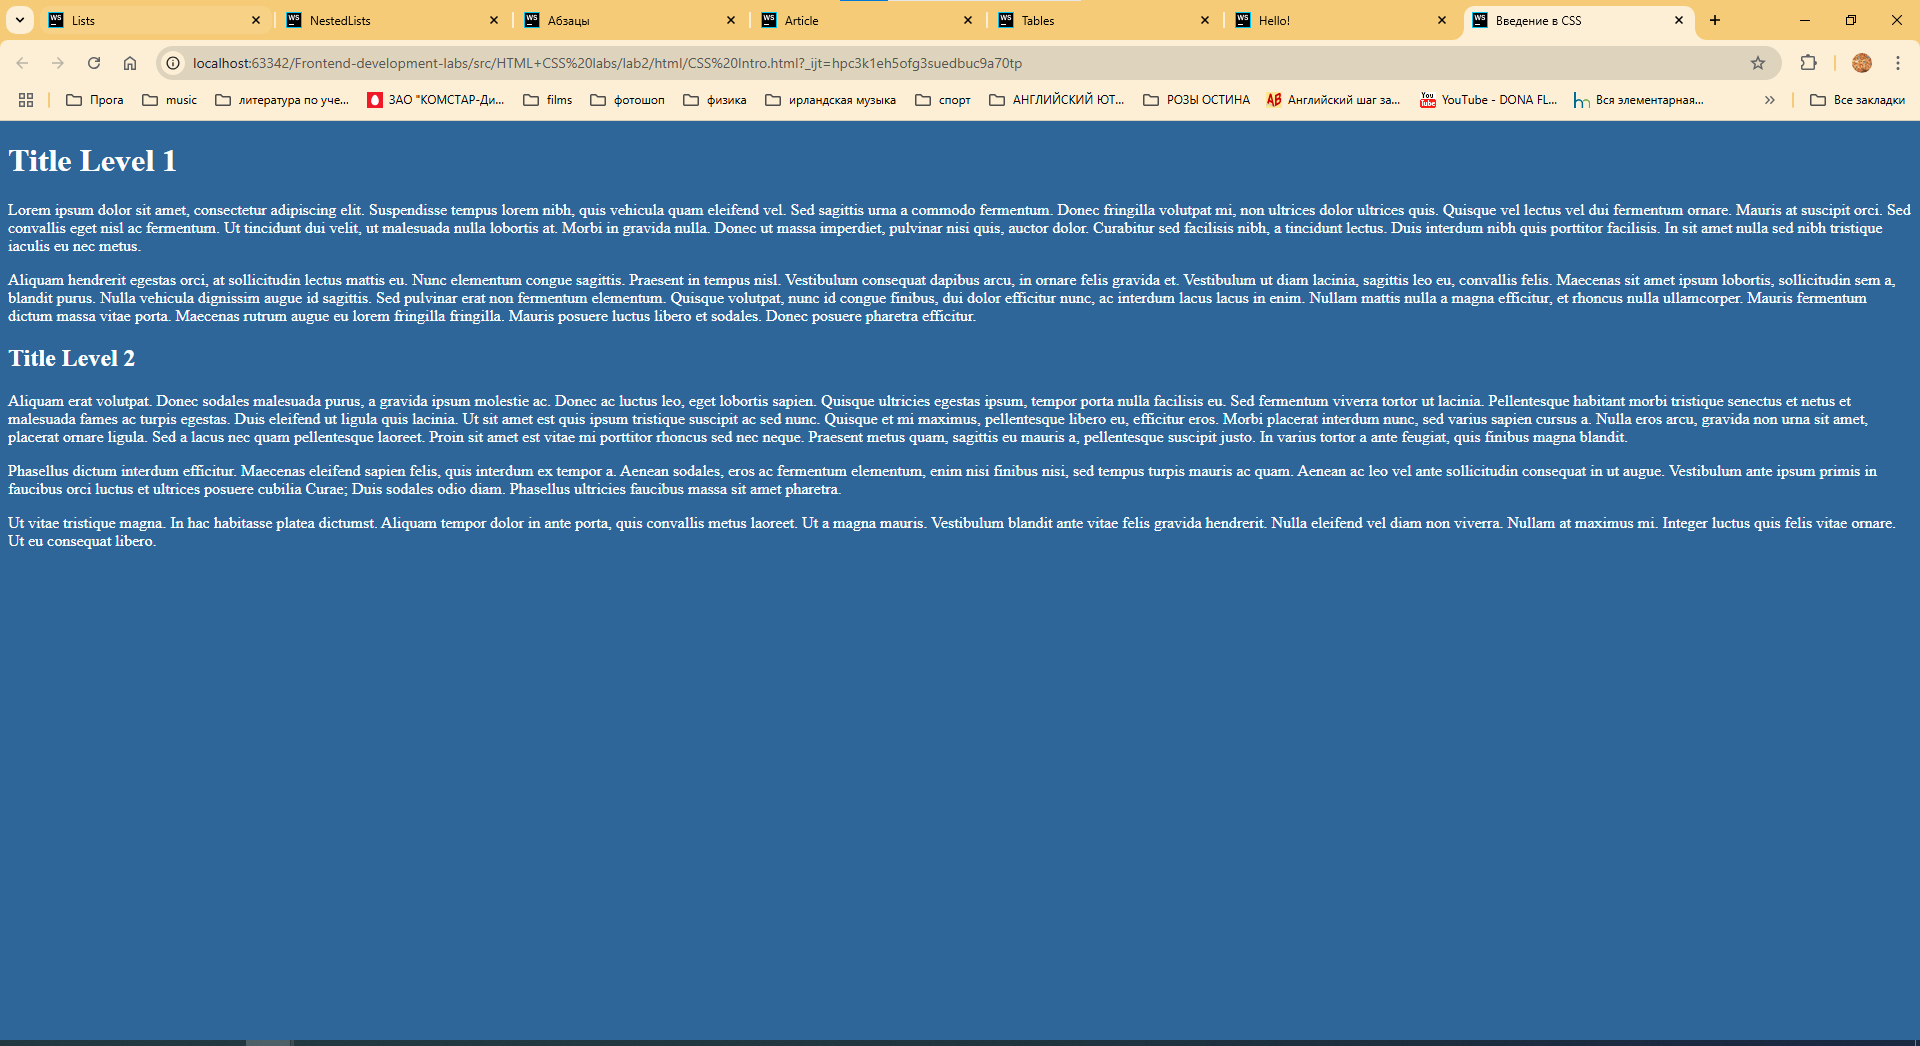 Lists NestedLists Абзацы Article Tables Hello! Введение в CSS
localhost:63342/Frontend-development-labs/src/HTML+CSS%20labs/lab2/html/CSS%20Intro.html?_ijt=hpc3k1eh5ofg3suedbuc9a70tp
Прога music литература по уче... ЗАО "КОМСТАР-Ди... films фотошоп физика ирландская музыка спорт АНГЛИЙСКИЙ ЮТ... РОЗЫ ОСТИНА Английский шаг за... YouTube - DONA FL... Вся элементарная... Все закладки
Title Level 1
Lorem ipsum dolor sit amet, consectetur adipiscing elit. Suspendisse tempus lorem nibh, quis vehicula quam eleifend vel. Sed sagittis urna a commodo fermentum. Donec fringilla volutpat mi, non ultrices dolor ultrices quis. Quisque vel lectus vel dui fermentum ornare. Mauris at suscipit orci. Sed
convallis eget nisl ac fermentum. Ut tincidunt dui velit, ut malesuada nulla lobortis at. Morbi in gravida nulla. Donec ut massa imperdiet, pulvinar nisi quis, auctor dolor. Curabitur sed facilisis nibh, a tincidunt lectus. Duis interdum nibh quis porttitor facilisis. In sit amet nulla sed nibh tristique
iaculis eu nec metus.
Aliquam hendrerit egestas orci, at sollicitudin lectus mattis eu. Nunc elementum congue sagittis. Praesent in tempus nisl. Vestibulum consequat dapibus arcu, in ornare felis gravida et. Vestibulum ut diam lacinia, sagittis leo eu, convallis felis. Maecenas sit amet ipsum lobortis, sollicitudin sem a,
blandit purus. Nulla vehicula dignissim augue id sagittis. Sed pulvinar erat non fermentum elementum. Quisque volutpat, nunc id congue finibus, dui dolor efficitur nunc, ac interdum lacus lacus in enim. Nullam mattis nulla a magna efficitur, et rhoncus nulla ullamcorper. Mauris fermentum
dictum massa vitae porta. Maecenas rutrum augue eu lorem fringilla fringilla. Mauris posuere luctus libero et sodales. Donec posuere pharetra efficitur.
Title Level 2
Aliquam erat volutpat. Donec sodales malesuada purus, a gravida ipsum molestie ac. Donec ac luctus leo, eget lobortis sapien. Quisque ultricies egestas ipsum, tempor porta nulla facilisis eu. Sed fermentum viverra tortor ut lacinia. Pellentesque habitant morbi tristique senectus et netus et
malesuada fames ac turpis egestas. Duis eleifend ut ligula quis lacinia. Ut sit amet est quis ipsum tristique suscipit ac sed nunc. Quisque et mi maximus, pellentesque libero eu, efficitur eros. Morbi placerat interdum nunc, sed varius sapien cursus a. Nulla eros arcu, gravida non urna sit amet,
placerat ornare ligula. Sed a lacus nec quam pellentesque laoreet. Proin sit amet est vitae mi porttitor rhoncus sed nec neque. Praesent metus quam, sagittis eu mauris a, pellentesque suscipit justo. In varius tortor a ante feugiat, quis finibus magna blandit.
Phasellus dictum interdum efficitur. Maecenas eleifend sapien felis, quis interdum ex tempor a. Aenean sodales, eros ac fermentum elementum, enim nisi finibus nisi, sed tempus turpis mauris ac quam. Aenean ac leo vel ante sollicitudin consequat in ut augue. Vestibulum ante ipsum primis in
faucibus orci luctus et ultrices posuere cubilia Curae; Duis sodales odio diam. Phasellus ultricies faucibus massa sit amet pharetra.
Ut vitae tristique magna. In hac habitasse platea dictumst. Aliquam tempor dolor in ante porta, quis convallis metus laoreet. Ut a magna mauris. Vestibulum blandit ante vitae felis gravida hendrerit. Nulla eleifend vel diam non viverra. Nullam at maximus mi. Integer luctus quis felis vitae ornare.
Ut eu consequat libero.